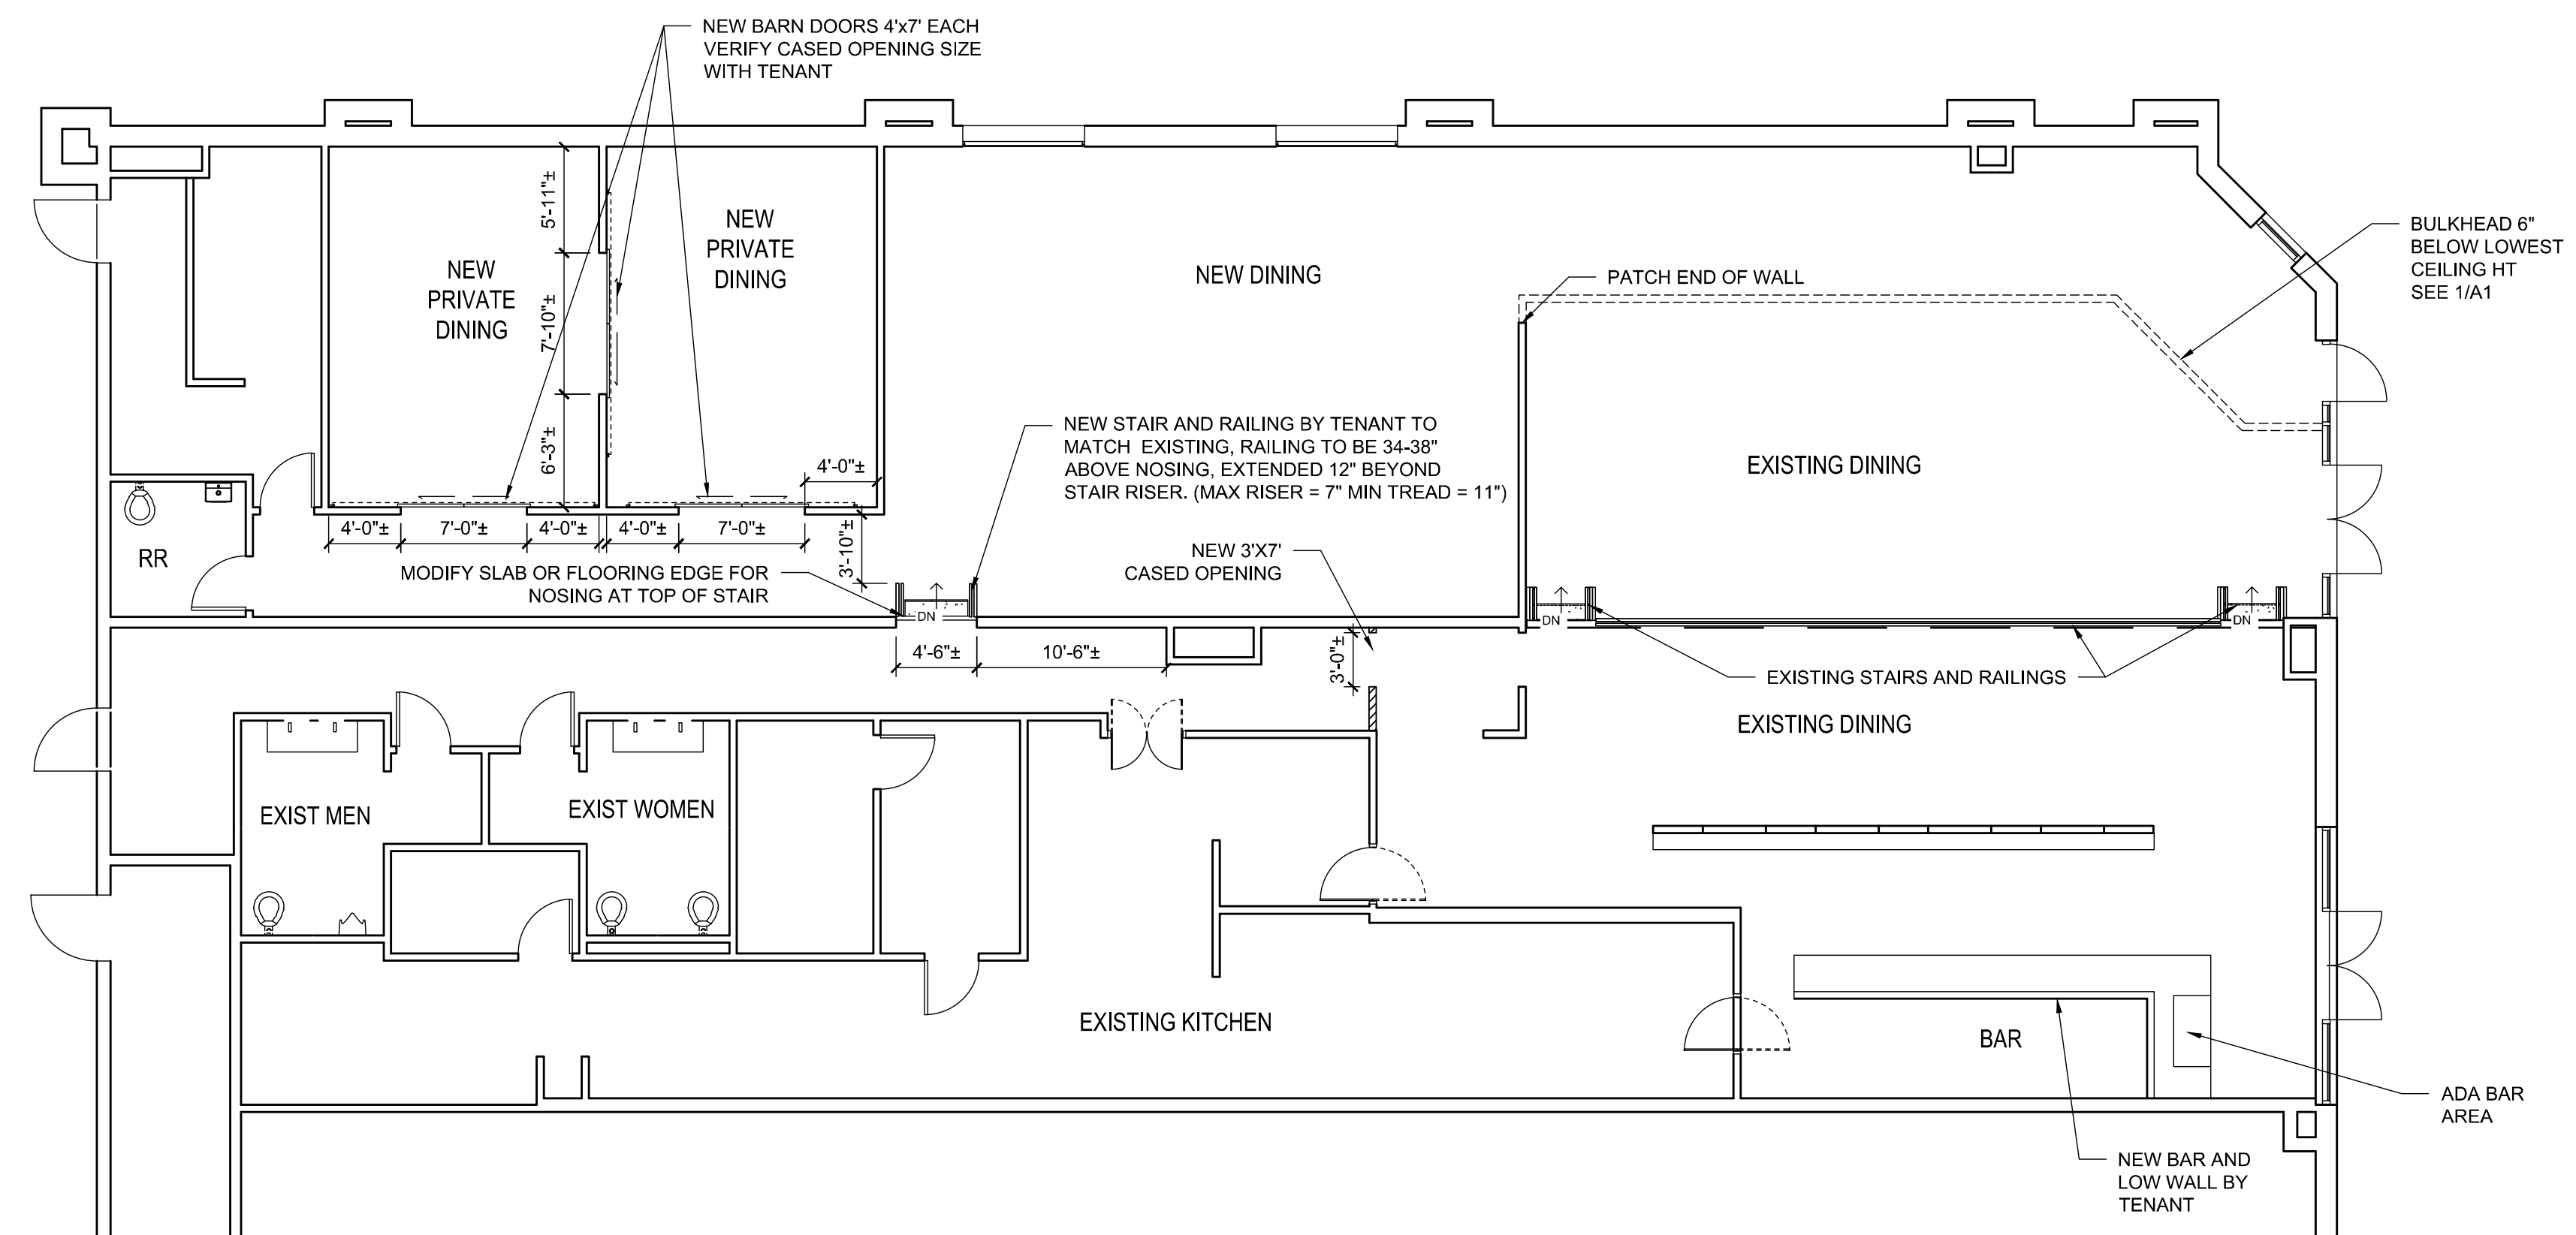 NEW BARN DOORS 4'x7' EACH
VERIFY CASED OPENING SIZE
WITH TENANT
5'-11"±
7'-10"±
6'-3"±
NEW
PRIVATE
DINING
NEW
PRIVATE
DINING
NEW DINING
PATCH END OF WALL
BULKHEAD 6"
BELOW LOWEST
CEILING HT
SEE 1/A1
NEW STAIR AND RAILING BY TENANT TO
MATCH EXISTING, RAILING TO BE 34-38"
ABOVE NOSING, EXTENDED 12" BEYOND
STAIR RISER. (MAX RISER = 7" MIN TREAD = 11")
EXISTING DINING
4'-0"±
4'-0"±
7'-0"±
4'-0"±
4'-0"±
7'-0"±
3'-10"±
RR
MODIFY SLAB OR FLOORING EDGE FOR
NOSING AT TOP OF STAIR
NEW 3'X7'
CASED OPENING
DN
DN
DN
4'-6"±
10'-6"±
3'-0"±
EXISTING STAIRS AND RAILINGS
EXISTING DINING
EXIST MEN
EXIST WOMEN
EXISTING KITCHEN
BAR
ADA BAR
AREA
NEW BAR AND
LOW WALL BY
TENANT